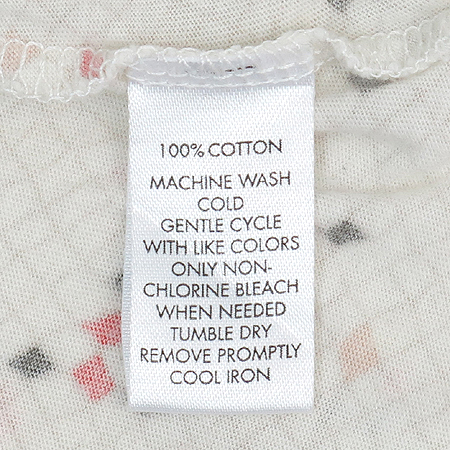 100% COTTON
MACHINE WASH
COLD
GENTLE CYCLE
WITH LIKE COLORS
ONLY NON-
CHLORINE BLEACH
WHEN NEEDED
TUMBLE DRY
REMOVE PROMPTLY
COOL IRON